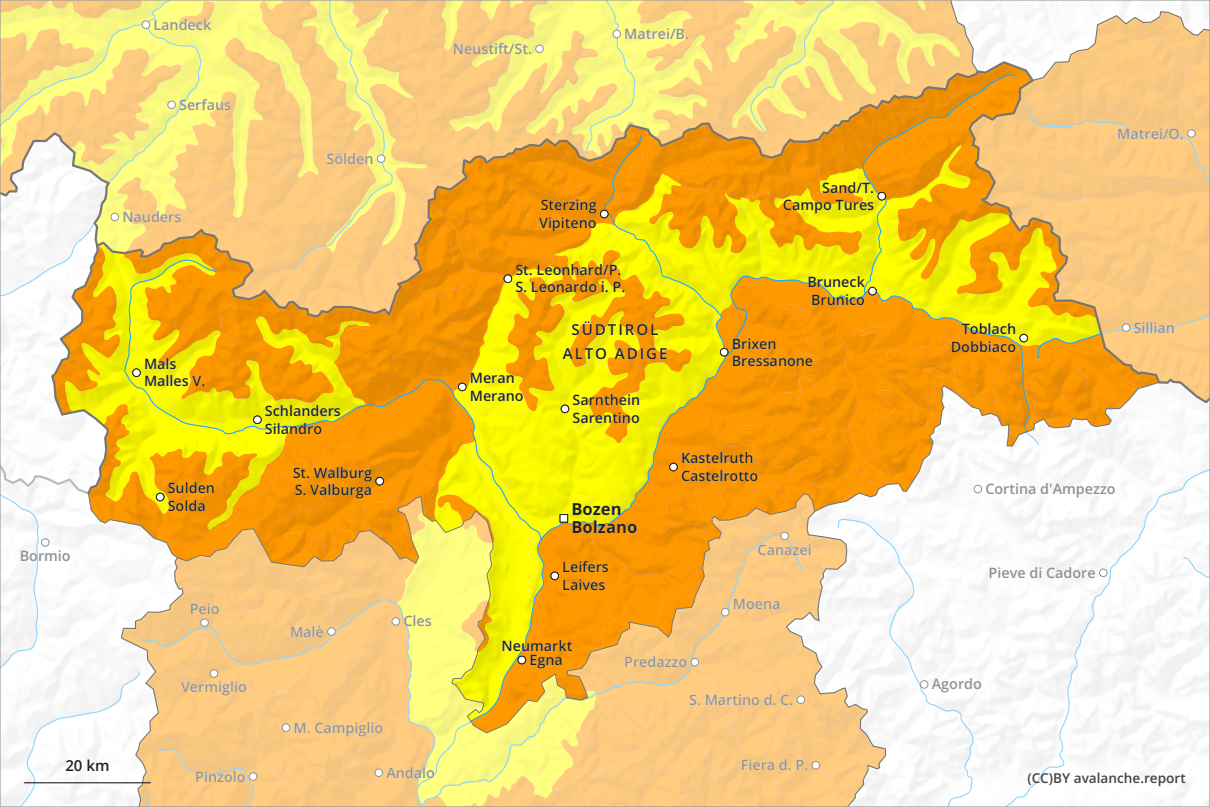 Landeck
Matrei/B.
Neustift/St.
Serfaus
Matrei/O.
Sölden
Nauders
Sand/T.
Campo Tures
Sterzing
Vipiteno
St. Leonhard/P.
S. Leonardo i. P.
Bruneck
Brunico
SÜDTIROL
ALTO ADIGE
Toblach
Dobbiaco
Sillian
Brixen
Bressanone
Mals
Malles V.
Meran
Merano
Sarnthein
Sarentino
Schlanders
Silandro
Kastelruth
Castelrotto
St. Walburg
S. Valburga
Sulden
Solda
Cortina d'Ampezzo
Bozen
Bolzano
Canazei
Bormio
Leifers
Laives
Pieve di Cadore
Peio
Moena
Cles
Malè
Neumarkt
Egna
Predazzo
Vermiglio
Agordo
S. Martino d. C.
M. Campiglio
20 km
Fiera d. P.
Pinzolo
Andalo
(CC)BY avalanche.report